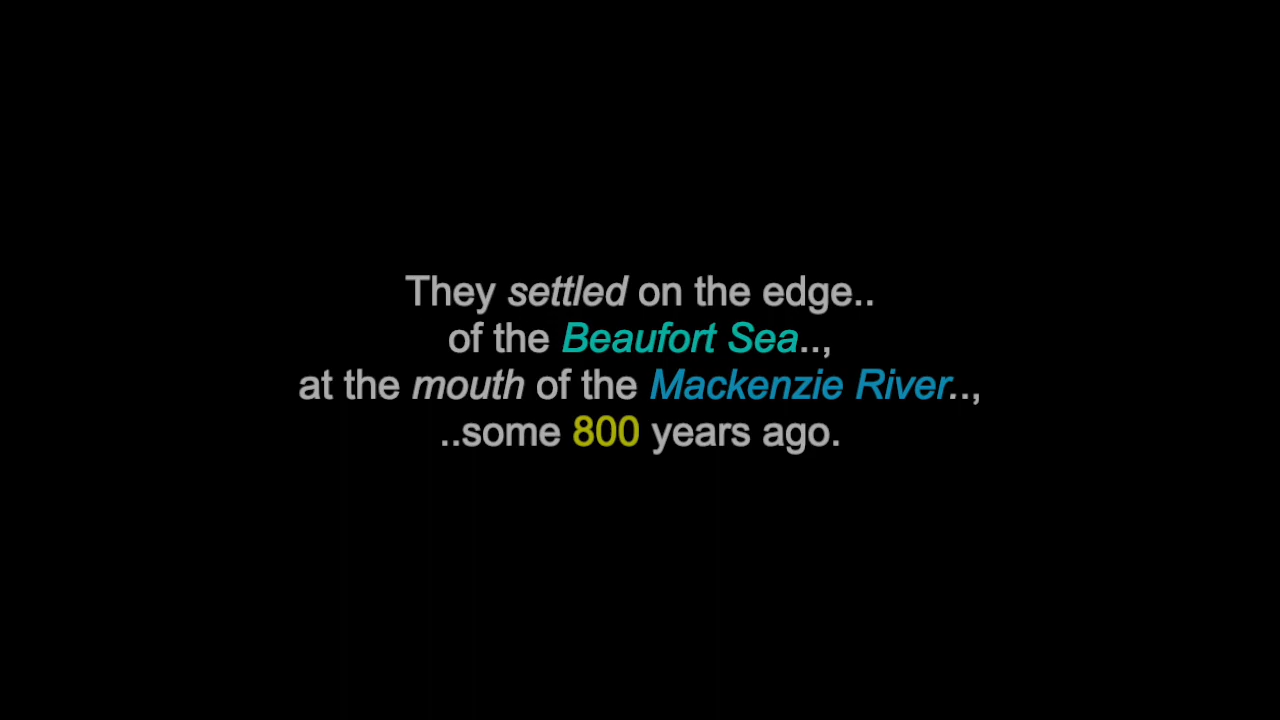 They settled on the edge..
of the Beaufort Sea..,
at the mouth of the Mackenzie River..,
..some 800 years ago.